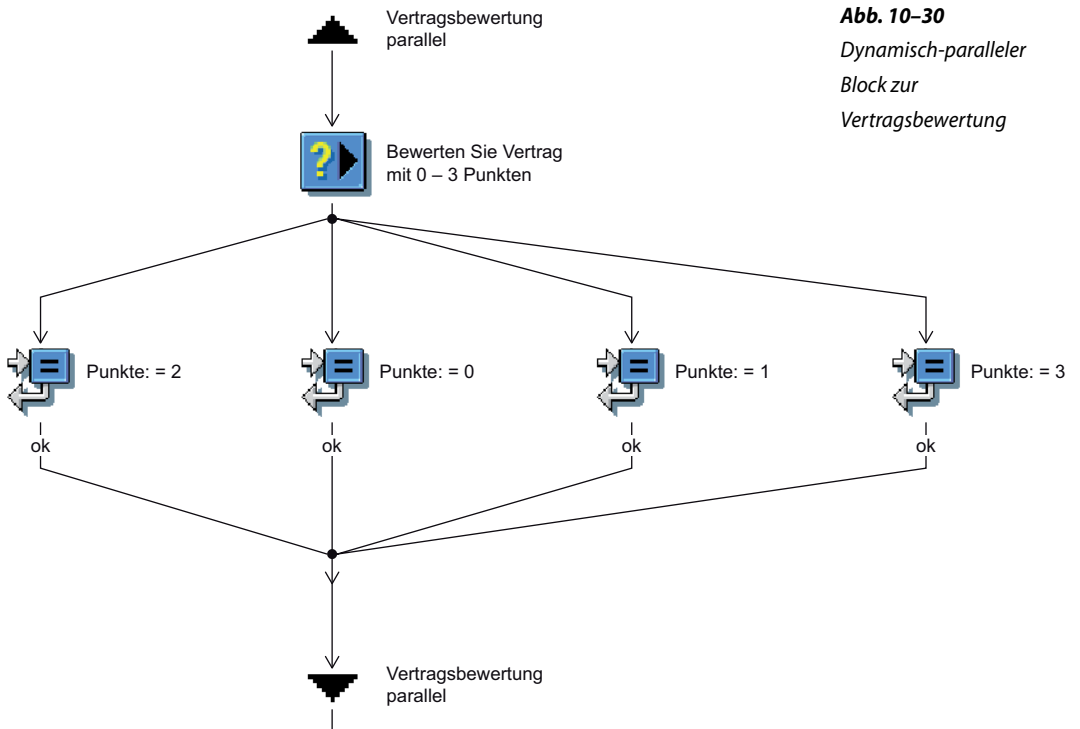 Vertragsbewertung
parallel
Abb. 10–30
Dynamisch-paralleler
Block zur
Vertragsbewertung
?
Bewerten Sie Vertrag
mit 0 – 3 Punkten
= Punkte: = 2
= Punkte: = 0
= Punkte: = 1
= Punkte: = 3
ok
ok
ok
ok
Vertragsbewertung
parallel